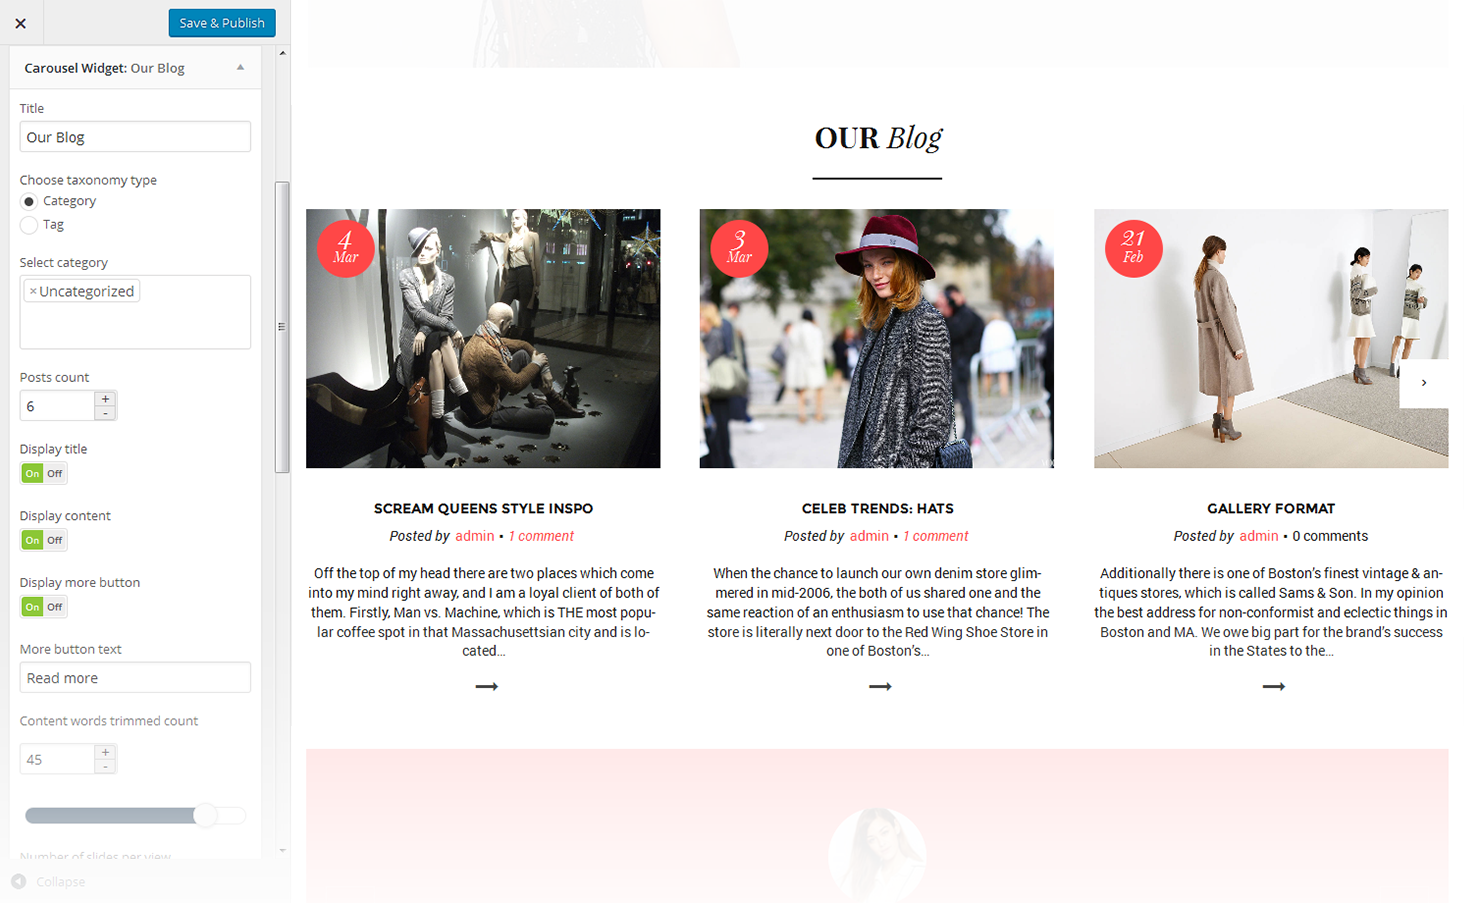 Save & Publish
Carousel Widget: Our Blog
Title
Our Blog
Choose taxonomy type
Category
Tag
Select category
×Uncategorized
Posts count
6
+
-
Display title
On Off
Display content
On Off
Display more button
On Off
More button text
Read more
Content words trimmed count
45
+
-
Number of slides per view
Collapse
OUR Blog
4
Mar
SCREAM QUEENS STYLE INSPO
Posted by admin • 1 comment
Off the top of my head there are two places which come
into my mind right away, and I am a loyal client of both of
them. Firstly, Man vs. Machine, which is THE most popu-
lar coffee spot in that Massachusettsian city and is lo-
cated...
3
Mar
CELEB TRENDS: HATS
Posted by admin • 1 comment
When the chance to launch our own denim store glim-
mered in mid-2006, the both of us shared one and the
same reaction of an enthusiasm to use that chance! The
store is literally next door to the Red Wing Shoe Store in
one of Boston’s...
21
Feb
GALLERY FORMAT
Posted by admin • 0 comments
Additionally there is one of Boston’s finest vintage & an-
tiques stores, which is called Sams & Son. In my opinion
the best address for non-conformist and eclectic things in
Boston and MA. We owe big part for the brand’s success
in the States to the...